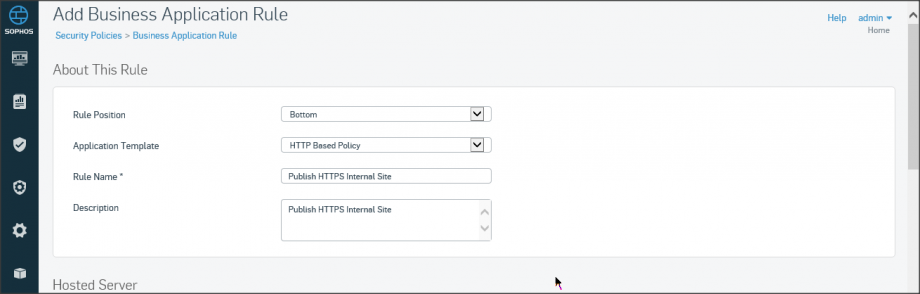 SOPHOS
Add Business Application Rule
Help admin
Security Policies > Business Application Rule
Home
About This Rule
Rule Position Bottom
Application Template HTTP Based Policy
Rule Name * Publish HTTPS Internal Site
Description Publish HTTPS Internal Site
Hosted Server